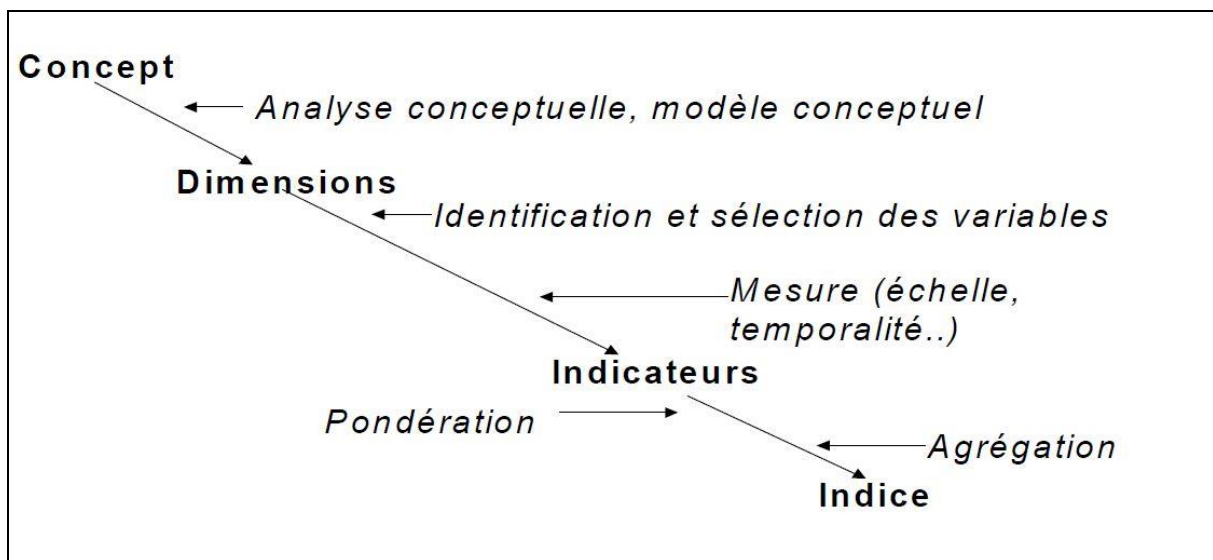 Concept
Analyse conceptuelle, modèle conceptuel
Dimensions
Identification et sélection des variables
Mesure (échelle,
temporalité..)
Indicateurs
Pondération
Agrégation
Indice